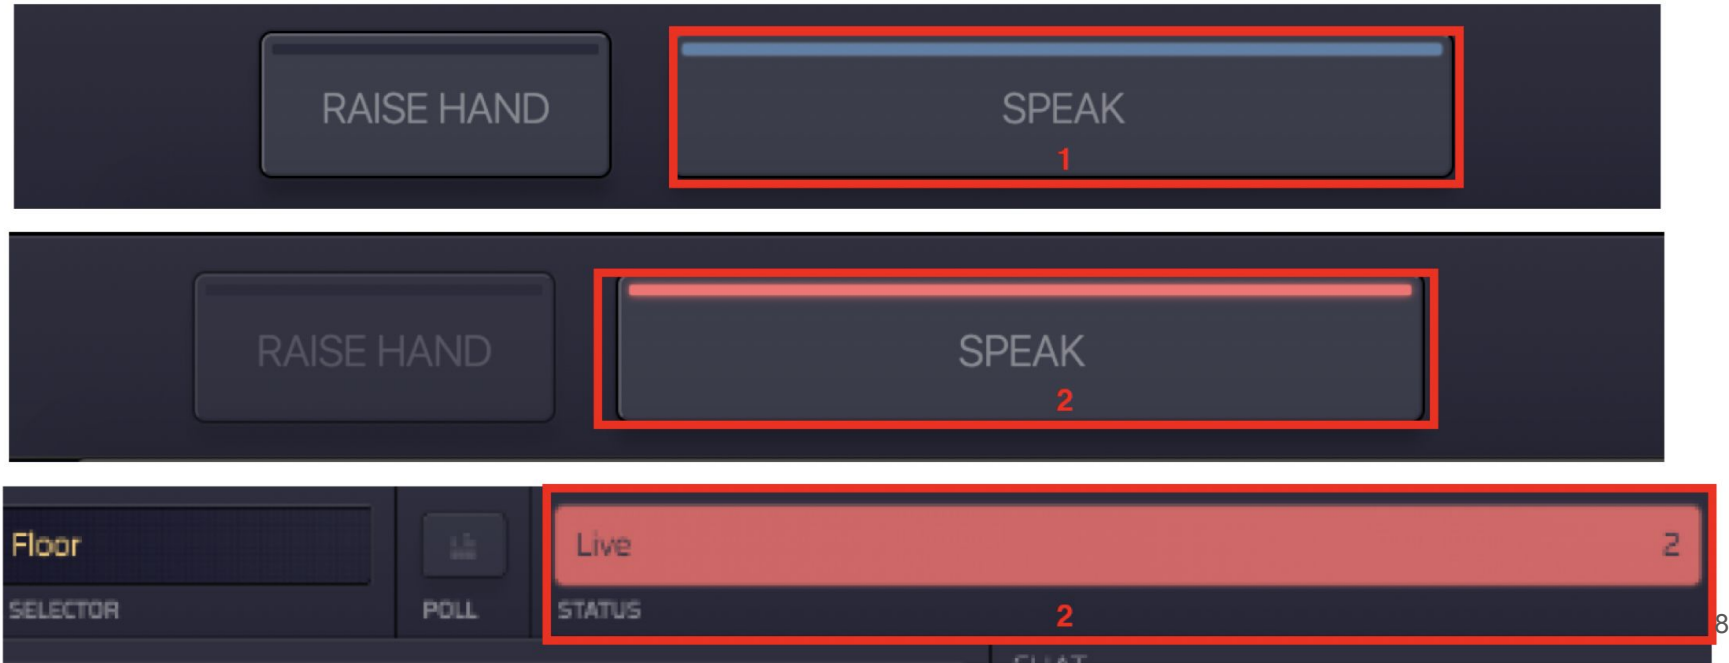 RAISE HAND SPEAK
1
RAISE HAND SPEAK
2
Floor Live 2
SELECTOR POLL STATUS 2
8